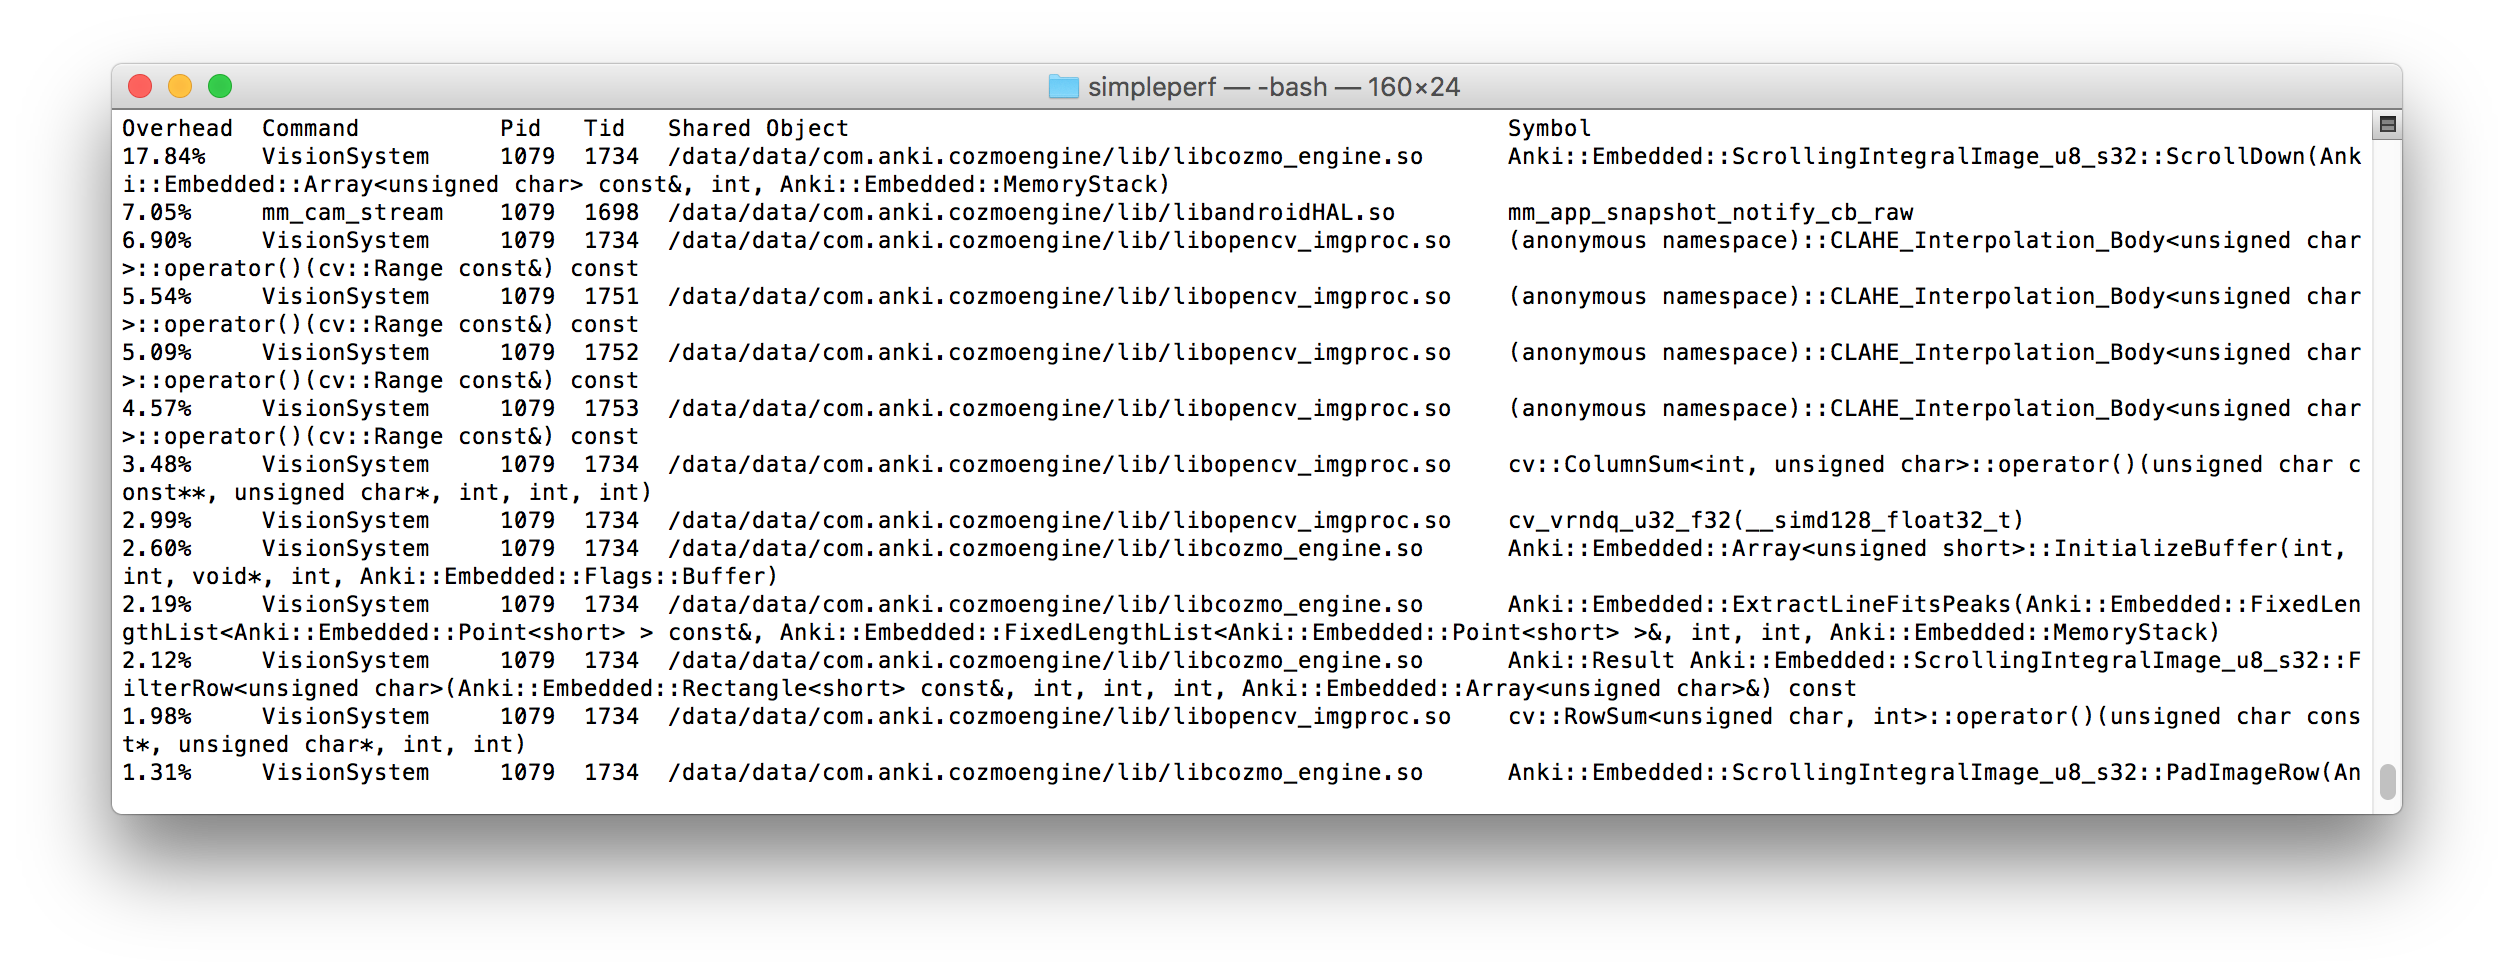 simpleperf — -bash — 160×24
Overhead  Command          Pid   Tid   Shared Object                                               Symbol
17.84%    VisionSystem     1079  1734  /data/data/com.anki.cozmoengine/lib/libcozmo_engine.so      Anki::Embedded::ScrollingIntegralImage_u8_s32::ScrollDown(Ank
i::Embedded::Array<unsigned char> const&, int, Anki::Embedded::MemoryStack)
7.05%     mm_cam_stream    1079  1698  /data/data/com.anki.cozmoengine/lib/libandroidHAL.so        mm_app_snapshot_notify_cb_raw
6.90%     VisionSystem     1079  1734  /data/data/com.anki.cozmoengine/lib/libopencv_imgproc.so    (anonymous namespace)::CLAHE_Interpolation_Body<unsigned char
>::operator()(cv::Range const&) const
5.54%     VisionSystem     1079  1751  /data/data/com.anki.cozmoengine/lib/libopencv_imgproc.so    (anonymous namespace)::CLAHE_Interpolation_Body<unsigned char
>::operator()(cv::Range const&) const
5.09%     VisionSystem     1079  1752  /data/data/com.anki.cozmoengine/lib/libopencv_imgproc.so    (anonymous namespace)::CLAHE_Interpolation_Body<unsigned char
>::operator()(cv::Range const&) const
4.57%     VisionSystem     1079  1753  /data/data/com.anki.cozmoengine/lib/libopencv_imgproc.so    (anonymous namespace)::CLAHE_Interpolation_Body<unsigned char
>::operator()(cv::Range const&) const
3.48%     VisionSystem     1079  1734  /data/data/com.anki.cozmoengine/lib/libopencv_imgproc.so    cv::ColumnSum<int, unsigned char>::operator()(unsigned char c
onst**, unsigned char*, int, int, int)
2.99%     VisionSystem     1079  1734  /data/data/com.anki.cozmoengine/lib/libopencv_imgproc.so    cv_vrndq_u32_f32(__simd128_float32_t)
2.60%     VisionSystem     1079  1734  /data/data/com.anki.cozmoengine/lib/libcozmo_engine.so      Anki::Embedded::Array<unsigned short>::InitializeBuffer(int,
int, void*, int, Anki::Embedded::Flags::Buffer)
2.19%     VisionSystem     1079  1734  /data/data/com.anki.cozmoengine/lib/libcozmo_engine.so      Anki::Embedded::ExtractLineFitsPeaks(Anki::Embedded::FixedLen
gthList<Anki::Embedded::Point<short> > const&, Anki::Embedded::FixedLengthList<Anki::Embedded::Point<short> >&, int, int, Anki::Embedded::MemoryStack)
2.12%     VisionSystem     1079  1734  /data/data/com.anki.cozmoengine/lib/libcozmo_engine.so      Anki::Result Anki::Embedded::ScrollingIntegralImage_u8_s32::F
ilterRow<unsigned char>(Anki::Embedded::Rectangle<short> const&, int, int, int, Anki::Embedded::Array<unsigned char>&) const
1.98%     VisionSystem     1079  1734  /data/data/com.anki.cozmoengine/lib/libopencv_imgproc.so    cv::RowSum<unsigned char, int>::operator()(unsigned char cons
t*, unsigned char*, int, int)
1.31%     VisionSystem     1079  1734  /data/data/com.anki.cozmoengine/lib/libcozmo_engine.so      Anki::Embedded::ScrollingIntegralImage_u8_s32::PadImageRow(An